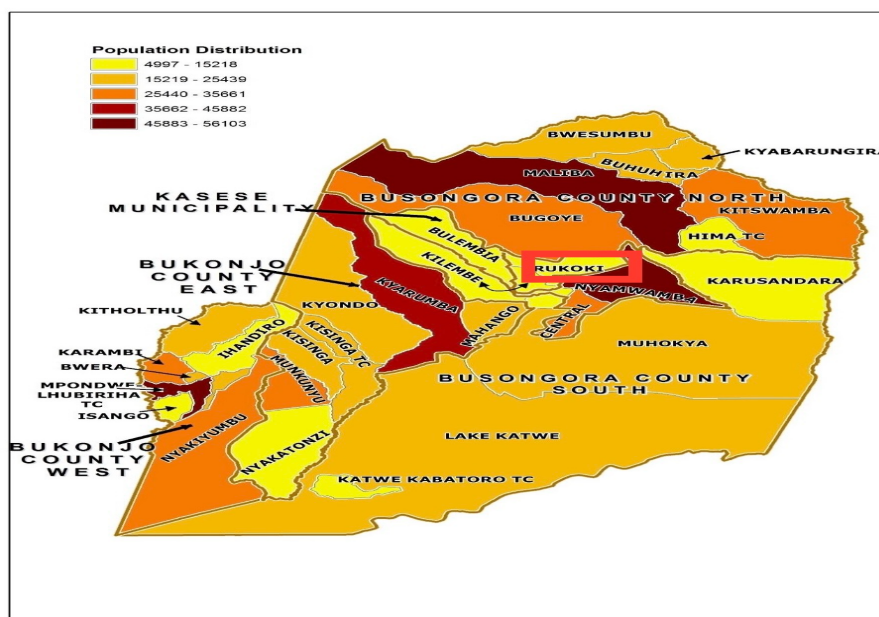 Population Distribution
4997 - 15218
15219 - 25439
25440 - 35661
35662 - 45882
45883 - 56103
BWESUMBU
KYABARUNGIRA
BUHUHIRA
MALIBA
KASESE
MUNICIPALITY
BUSONGORA COUNTY NORTH
KITSWAMBA
BUGOYE
BULEMBIA
HIMA TC
KILEMBE
RUKOKI
BUKONJO
COUNTY
EAST
KYARUMBA
NYAMWAMBA
KARUSANDARA
KYONDO
KITHOLTHU
MAHANGO
CENTRAL
IHANDIRO
KISINGA TC
KISINGA
MUHOKYA
KARAMBI
BWERA
MUNKUNYU
MPONDWE-
LHUBIRIHA
TC
BUSONGORA COUNTY
SOUTH
ISANGO
BUKONJO
COUNTY
WEST
NYAKIYUMBU
NYAKATONZI
LAKE KATWE
KATWE KABATORO TC